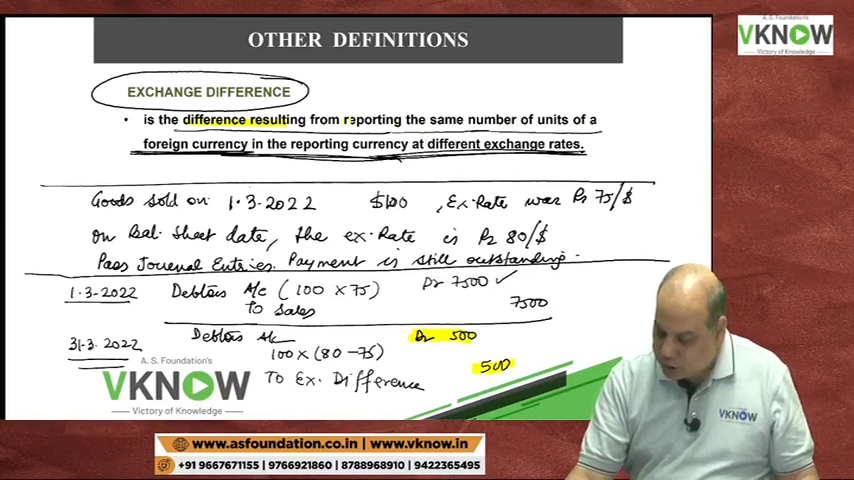 OTHER DEFINITIONS
A. S. Foundation's
VKNOW
Victory of Knowledge
EXCHANGE DIFFERENCE
• is the difference resulting from reporting the same number of units of a
foreign currency in the reporting currency at different exchange rates.
Goods sold on 1.3.2022 $100, Ex. Rate was Rs 75/$
on Bal. Sheet date, the ex. Rate is Rs 80/$
Pass Journal Entries. Payment is still outstanding.
1.3.2022 Debtors A/c (100 x 75) Dr 7500 ✓
To Sales 7500
31.3.2022 Debtors A/c Dr 500
100 x (80 - 75)
To Ex. Difference 500
A. S. Foundation's
VKNOW
Victory of Knowledge
VKNOW
www.asfoundation.co.in | www.vknow.in
+91 9667671155 | 9766921860 | 8788968910 | 9422365495